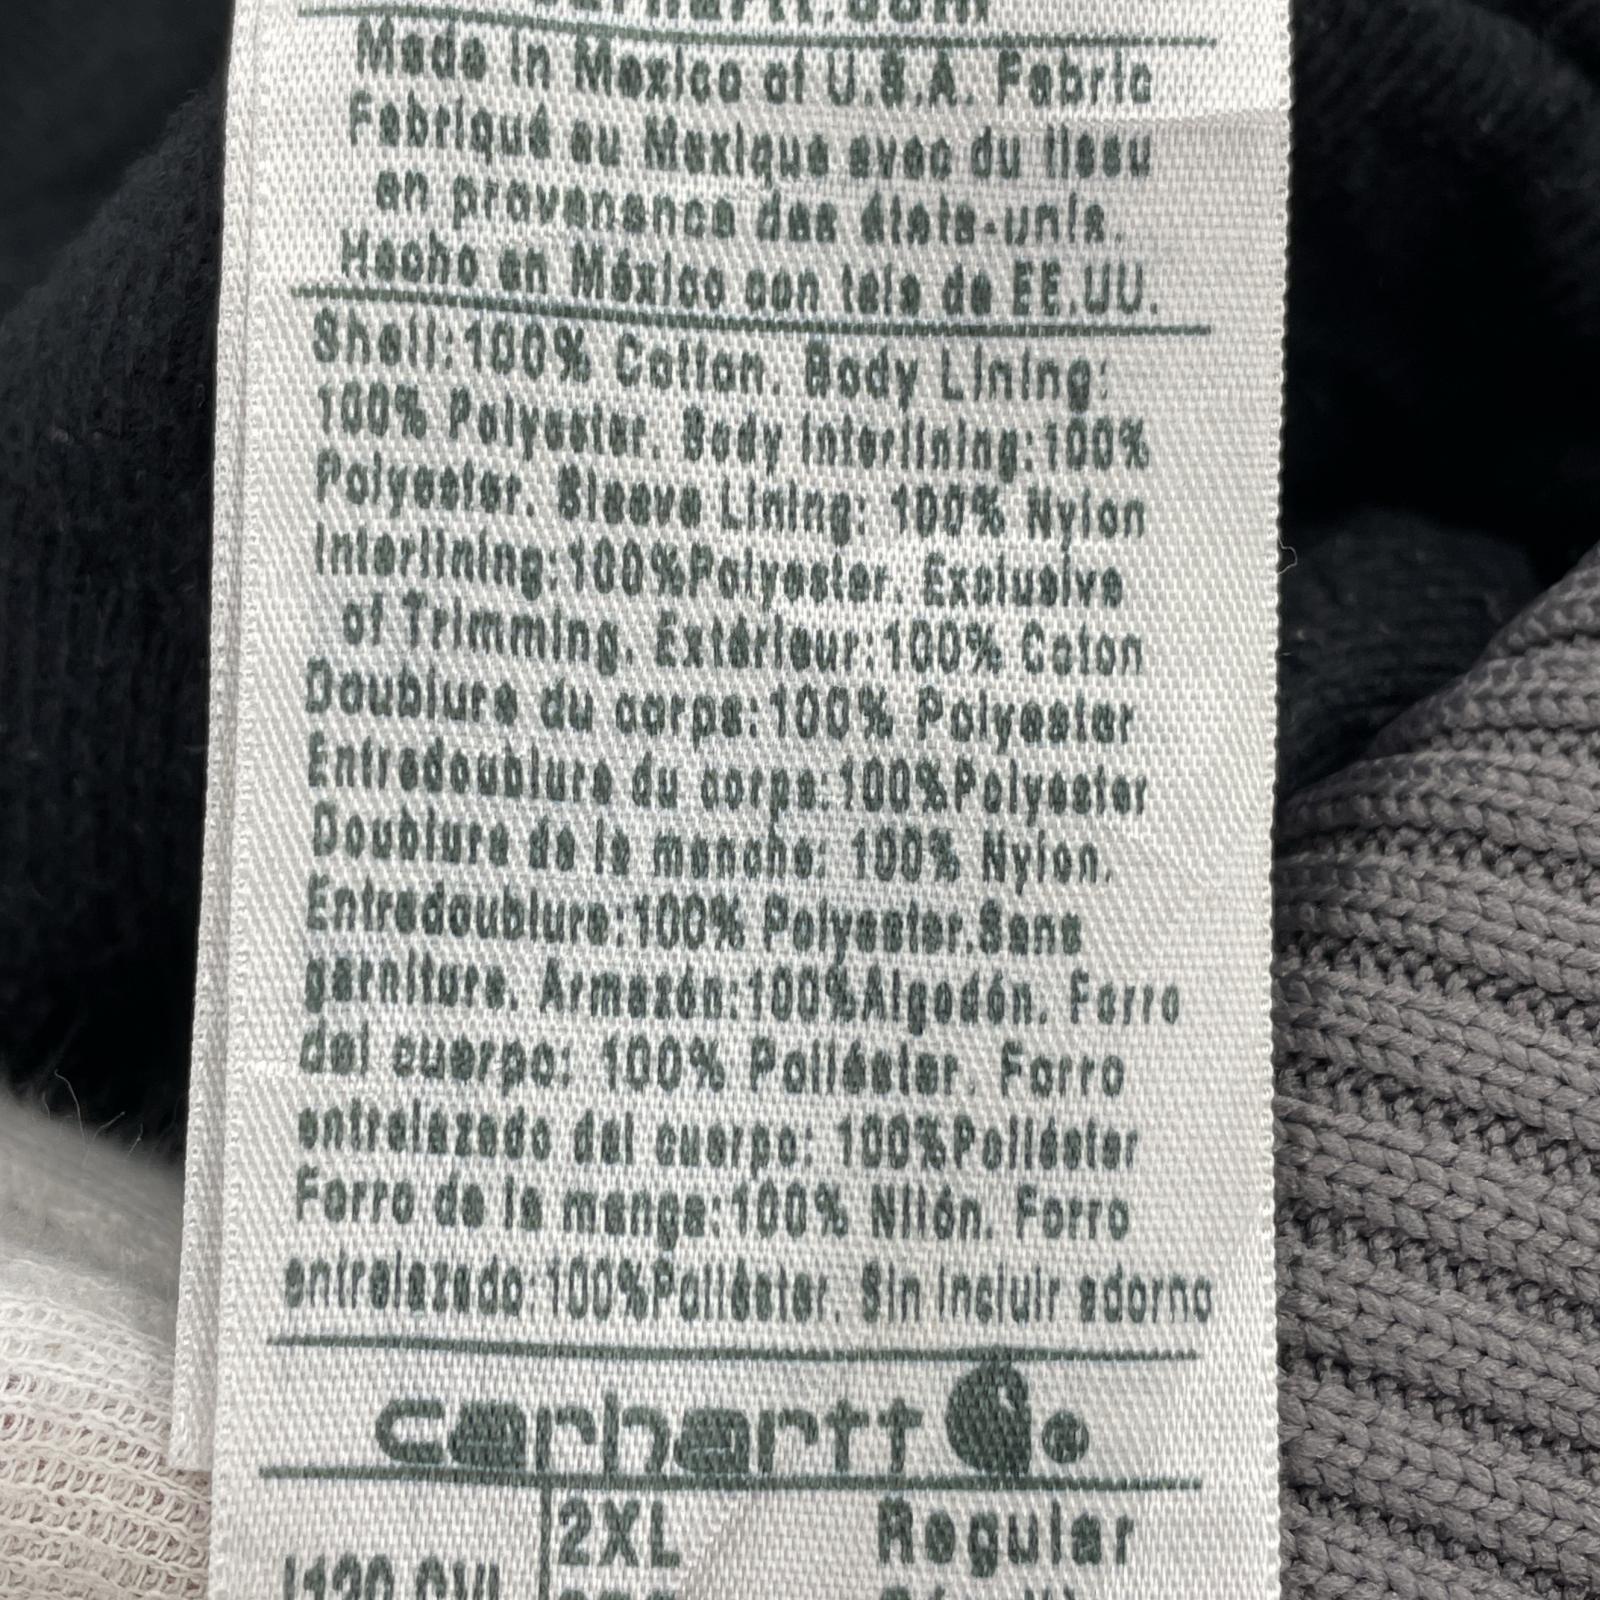 carhartt.com
Made in Mexico of U.S.A. Fabric
Fabriqué au Mexique avec du tissu
en provenance des états-unis.
Hecho en México con tela de EE.UU.
Shell:100% Cotton. Body Lining:
100% Polyester. Body Interlining:100%
Polyester. Sleeve Lining: 100% Nylon
Interlining:100%Polyester. Exclusive
of Trimming. Extérieur:100% Coton
Doublure du corps:100% Polyester
Entredoublure du corps:100%Polyester
Doublure de la manche: 100% Nylon.
Entredoublure:100% Polyester.Sans
garniture. Armazón:100%Algodón. Forro
del cuerpo: 100% Poliéster. Forro
entrelazado del cuerpo: 100%Poliéster
Forro de la manga:100% Nilón. Forro
entrelazado:100%Poliéster. Sin incluir adorno
carhartt ®
2XL Regular
J130